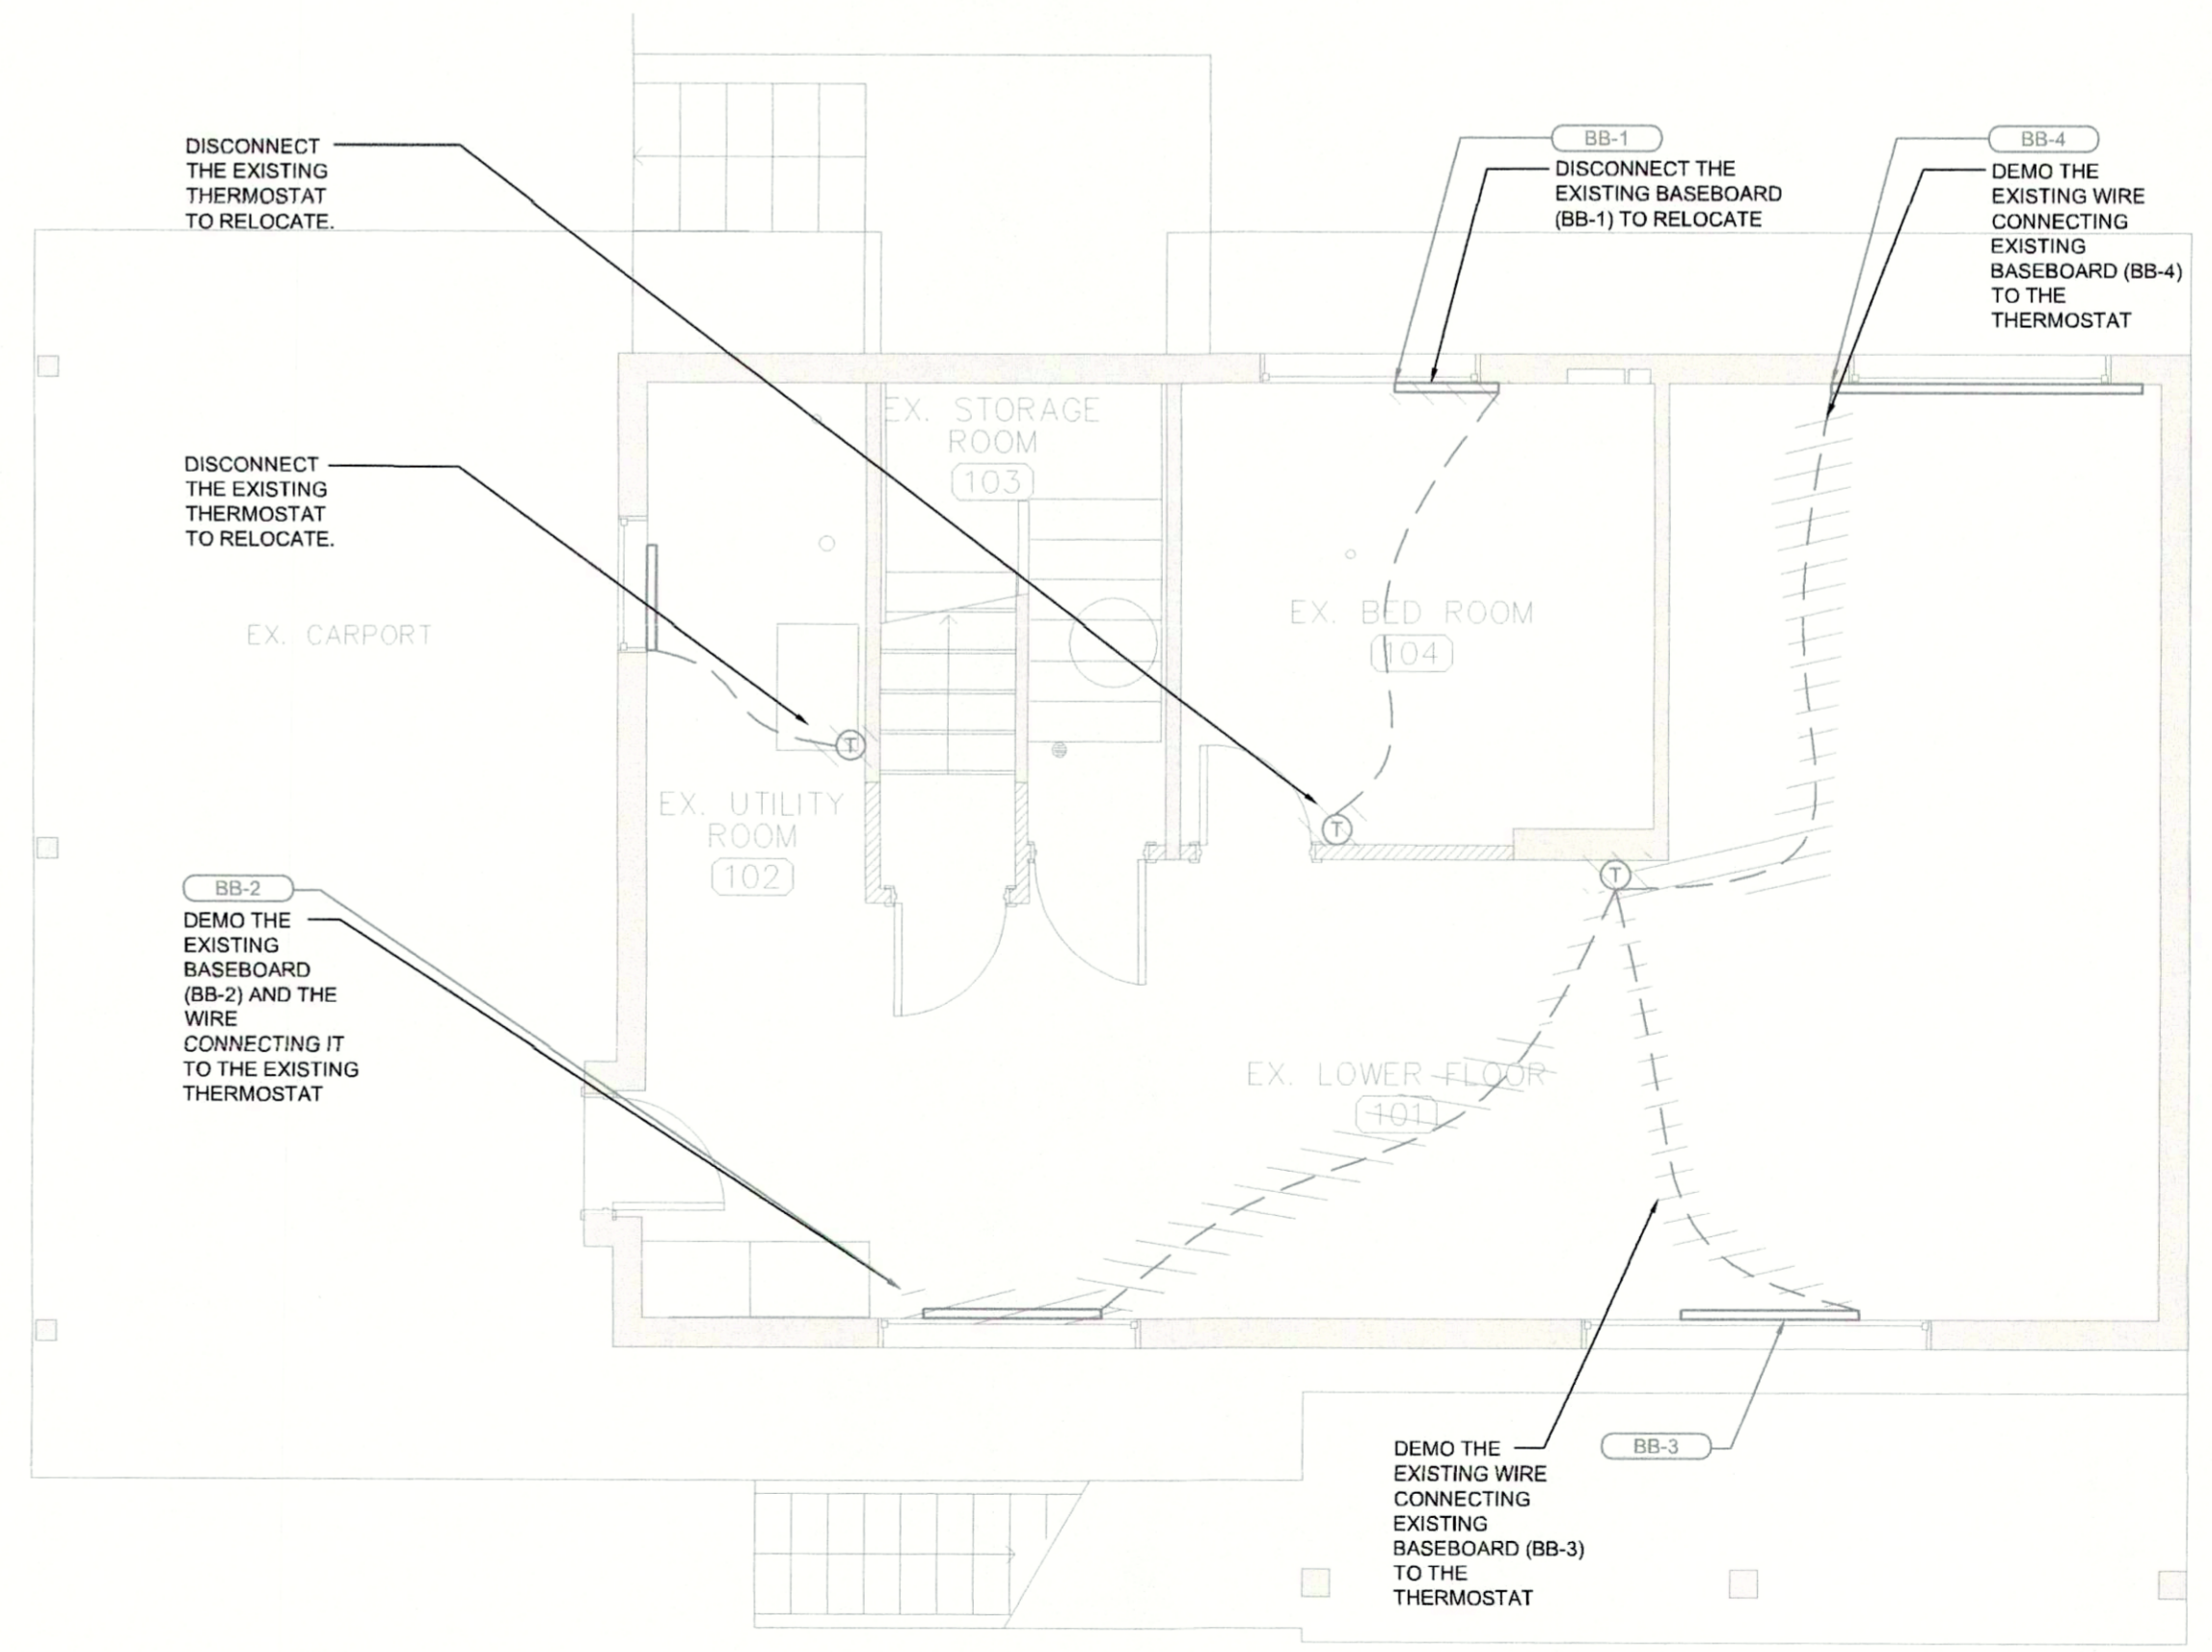 DISCONNECT
THE EXISTING
THERMOSTAT
TO RELOCATE.
BB-1
DISCONNECT THE
EXISTING BASEBOARD
(BB-1) TO RELOCATE
BB-4
DEMO THE
EXISTING WIRE
CONNECTING
EXISTING
BASEBOARD (BB-4)
TO THE
THERMOSTAT
EX. STORAGE
ROOM
103
DISCONNECT
THE EXISTING
THERMOSTAT
TO RELOCATE.
EX. CARPORT
EX. BED ROOM
104
T
EX. UTILITY
ROOM
102
T
T
BB-2
DEMO THE
EXISTING
BASEBOARD
(BB-2) AND THE
WIRE
CONNECTING IT
TO THE EXISTING
THERMOSTAT
EX. LOWER FLOOR
101
DEMO THE
EXISTING WIRE
CONNECTING
EXISTING
BASEBOARD (BB-3)
TO THE
THERMOSTAT
BB-3